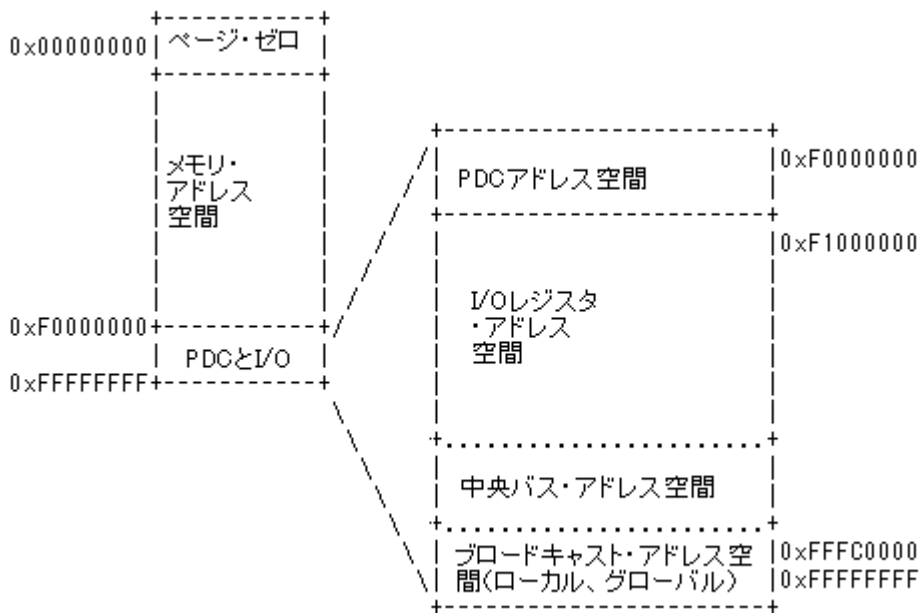 0x00000000
ページ・ゼロ
メモリ・
アドレス
空間
0xF0000000
PDCとI/O
0xFFFFFFFF
PDCアドレス空間
0xF0000000
0xF1000000
I/Oレジスタ
・アドレス
空間
中央バス・アドレス空間
ブロードキャスト・アドレス空
間(ローカル、グローバル)
0xFFFC0000
0xFFFFFFFF